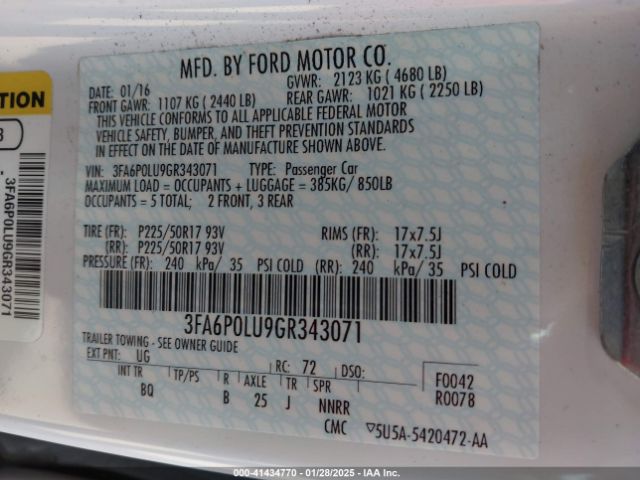 MFD. BY FORD MOTOR CO.
DATE: 01/16
GVWR: 2123 KG ( 4680 LB)
FRONT GAWR: 1107 KG ( 2440 LB)
REAR GAWR: 1021 KG ( 2250 LB)
THIS VEHICLE CONFORMS TO ALL APPLICABLE FEDERAL MOTOR
VEHICLE SAFETY, BUMPER, AND THEFT PREVENTION STANDARDS
IN EFFECT ON THE DATE OF MANUFACTURE SHOWN ABOVE.
VIN: 3FA6P0LU9GR343071 TYPE: Passenger Car
MAXIMUM LOAD = OCCUPANTS + LUGGAGE = 385KG/ 850LB
OCCUPANTS = 5 TOTAL; 2 FRONT, 3 REAR
TIRE (FR): P225/50R17 93V RIMS (FR): 17x7.5J
(RR): P225/50R17 93V (RR): 17x7.5J
PRESSURE (FR): 240 kPa/ 35 PSI COLD (RR): 240 kPa/ 35 PSI COLD
3FA6P0LU9GR343071
TRAILER TOWING - SEE OWNER GUIDE
EXT PNT: UG RC: 72 DSO:
INT TR TP/PS R AXLE TR SPR
BQ B 25 J NNRR
F0042
R0078
CMC ▽5U5A-5420472-AA
TION
3
3FA6P0LU9GR343071
000-41434770 | 01/28/2025 - IAA Inc.